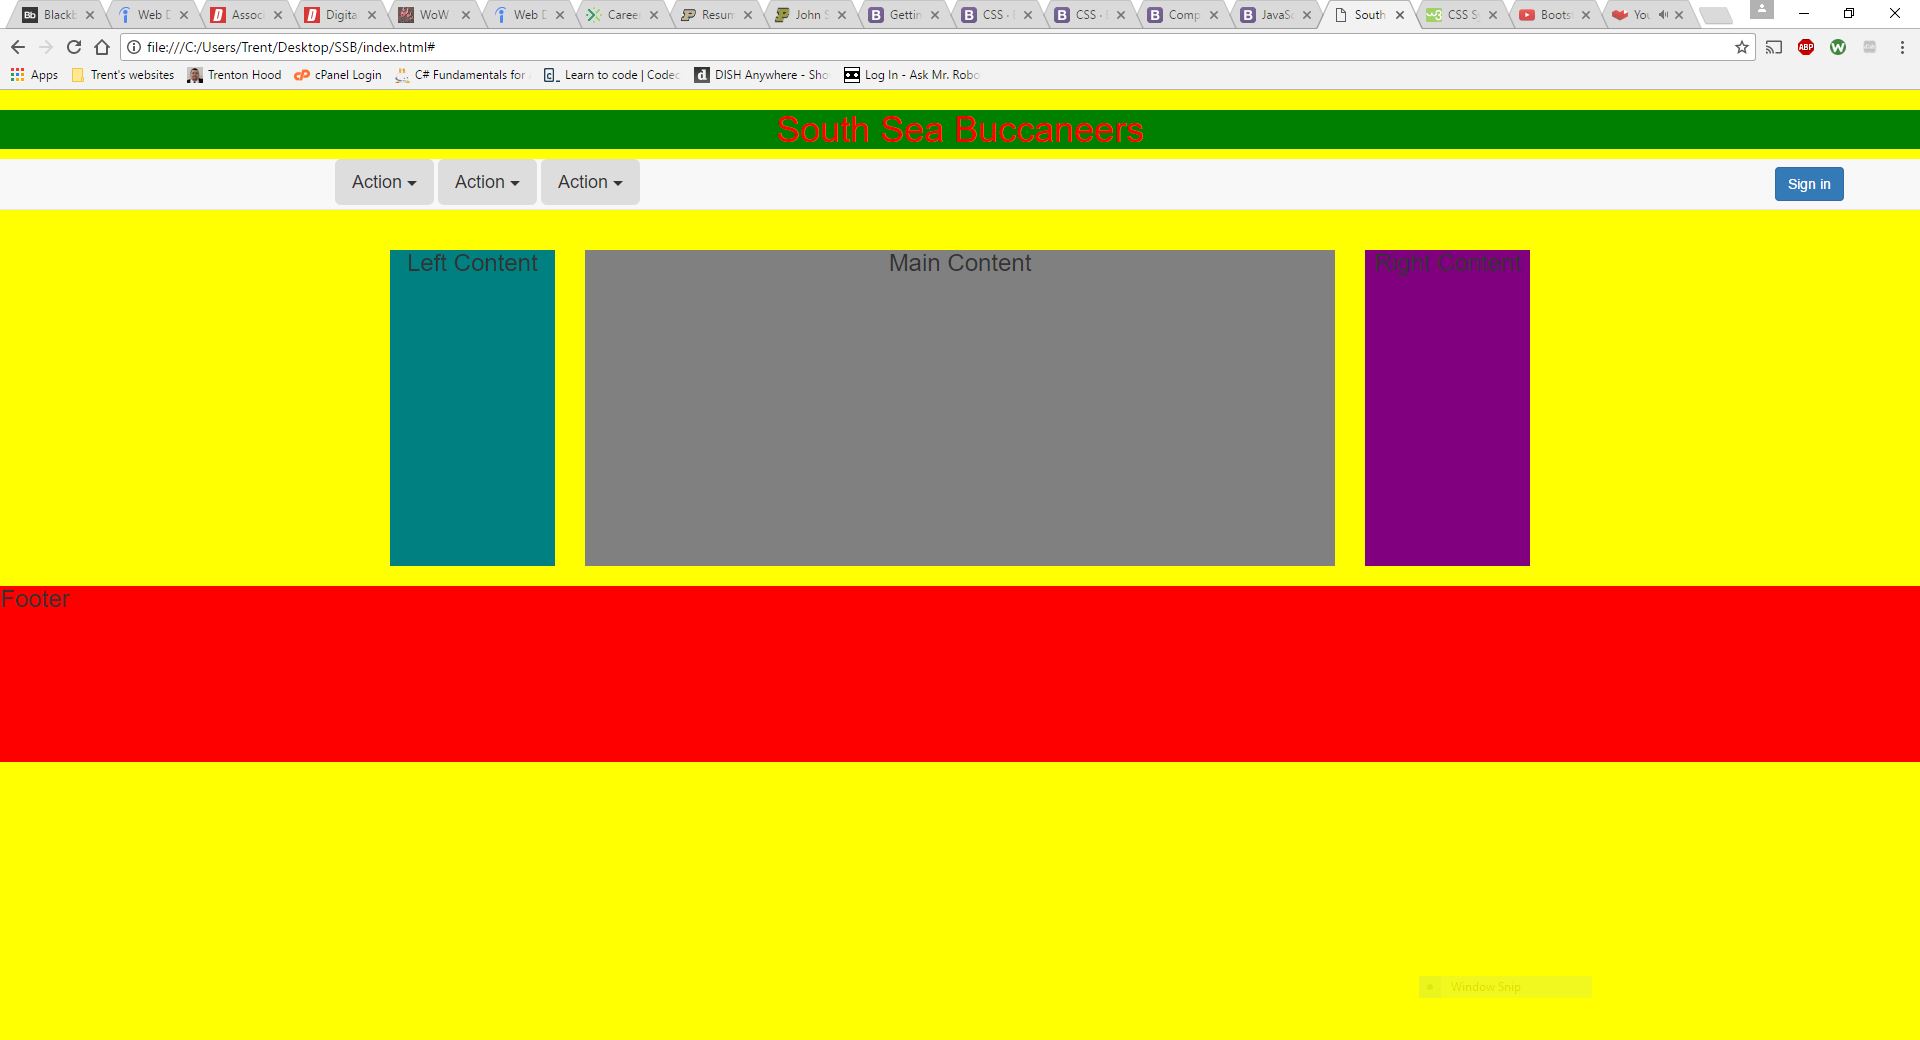 Blackb Web D Assoc Digita WoW Web D Career Resum John S Gettin CSS · CSS · Comp JavaSc South CSS S Bootst You
file:///C:/Users/Trent/Desktop/SSB/index.html#
Apps Trent's websites Trenton Hood cPanel Login C# Fundamentals for Learn to code | Codec DISH Anywhere - Sho Log In - Ask Mr. Robo
South Sea Buccaneers
Action Action Action Sign in
Left Content Main Content Right Content
Footer
Window Snip